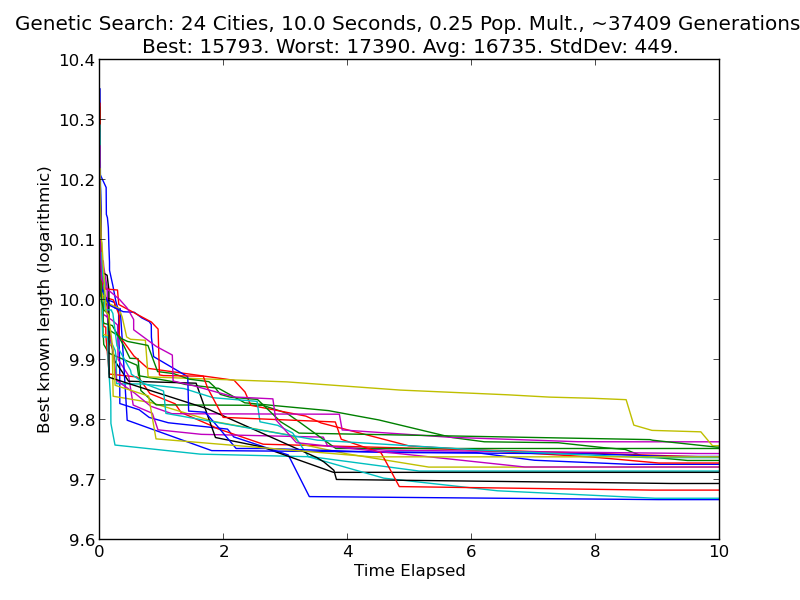 Genetic Search: 24 Cities, 10.0 Seconds, 0.25 Pop. Mult., ~37409 Generations
Best: 15793. Worst: 17390. Avg: 16735. StdDev: 449.
10.4
10.3
10.2
10.1
10.0
9.9
9.8
9.7
9.6
Best known length (logarithmic)
0 2 4 6 8 10
Time Elapsed